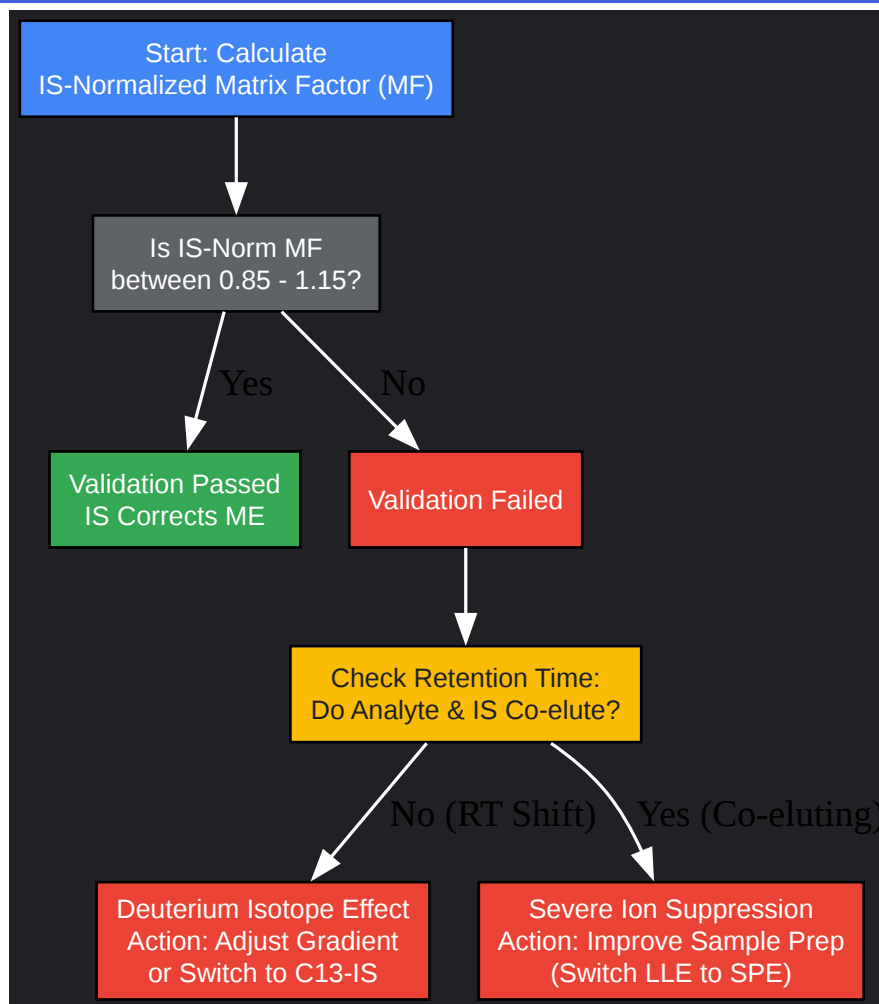 Start: Calculate
IS-Normalized Matrix Factor (MF)
Is IS-Norm MF
between 0.85 - 1.15?
Yes
No
Validation Passed
IS Corrects ME
Validation Failed
Check Retention Time:
Do Analyte & IS Co-elute?
No (RT Shift)
Yes (Co-eluting)
Deuterium Isotope Effect
Action: Adjust Gradient
or Switch to C13-IS
Severe Ion Suppression
Action: Improve Sample Prep
(Switch LLE to SPE)